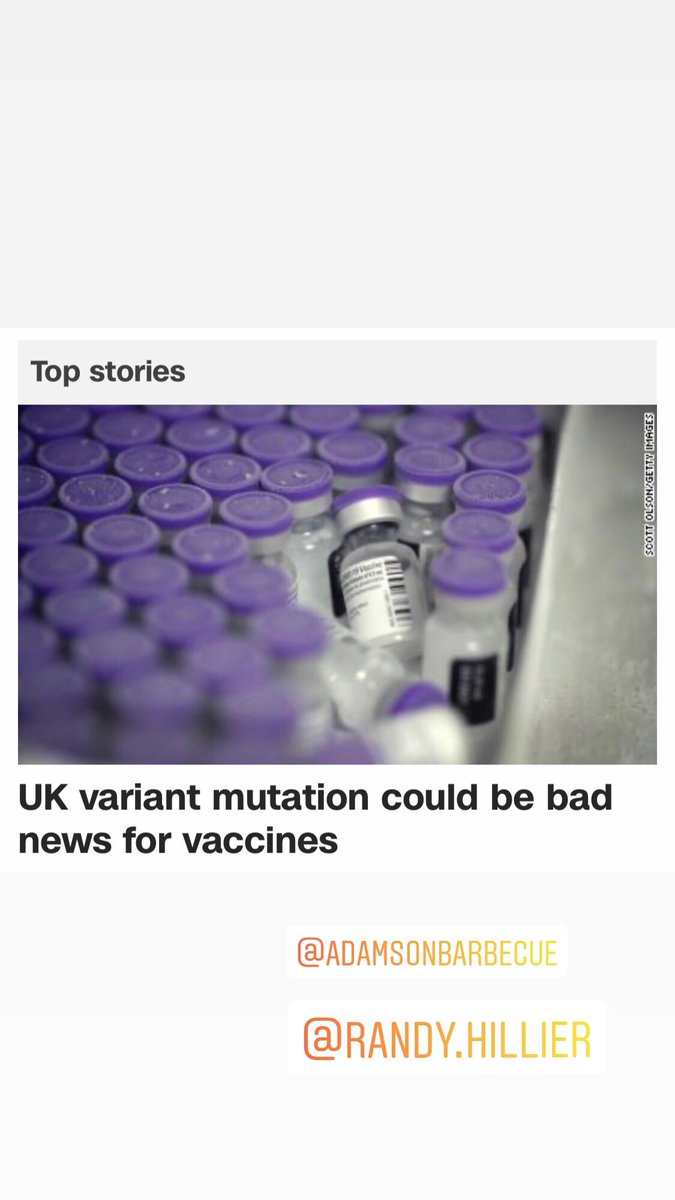 Top stories
SCOTT OLSON/GETTY IMAGES
UK variant mutation could be bad
news for vaccines
@ADAMSONBARBECUE
@RANDY.HILLIER